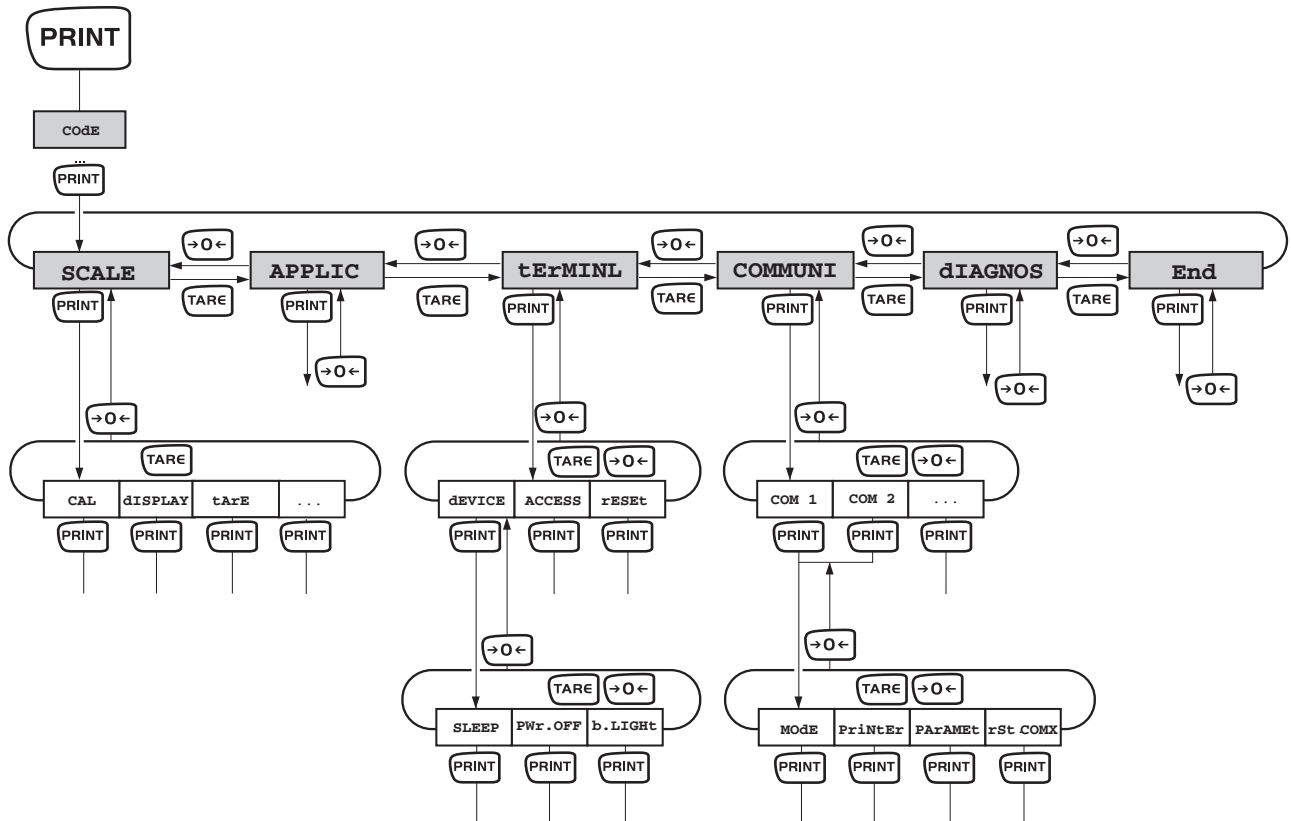 PRINT
COdE
...
PRINT
→0← →0← →0← →0← →0←
SCALE APPLIC tErMINL COMMUNI dIAGNOS End
TARE TARE TARE TARE TARE
PRINT PRINT PRINT PRINT PRINT PRINT
→0← →0← →0←
→0← →0← →0←
TARE TARE →0← TARE →0←
CAL dISPLAY tArE ... dEVICE ACCESS rESEt COM 1 COM 2 ...
PRINT PRINT PRINT PRINT PRINT PRINT PRINT PRINT PRINT PRINT
→0← →0←
TARE →0← TARE →0←
SLEEP PWr.OFF b.LIGHt MOdE PriNtEr PArAMEt rSt.COMX
PRINT PRINT PRINT PRINT PRINT PRINT PRINT